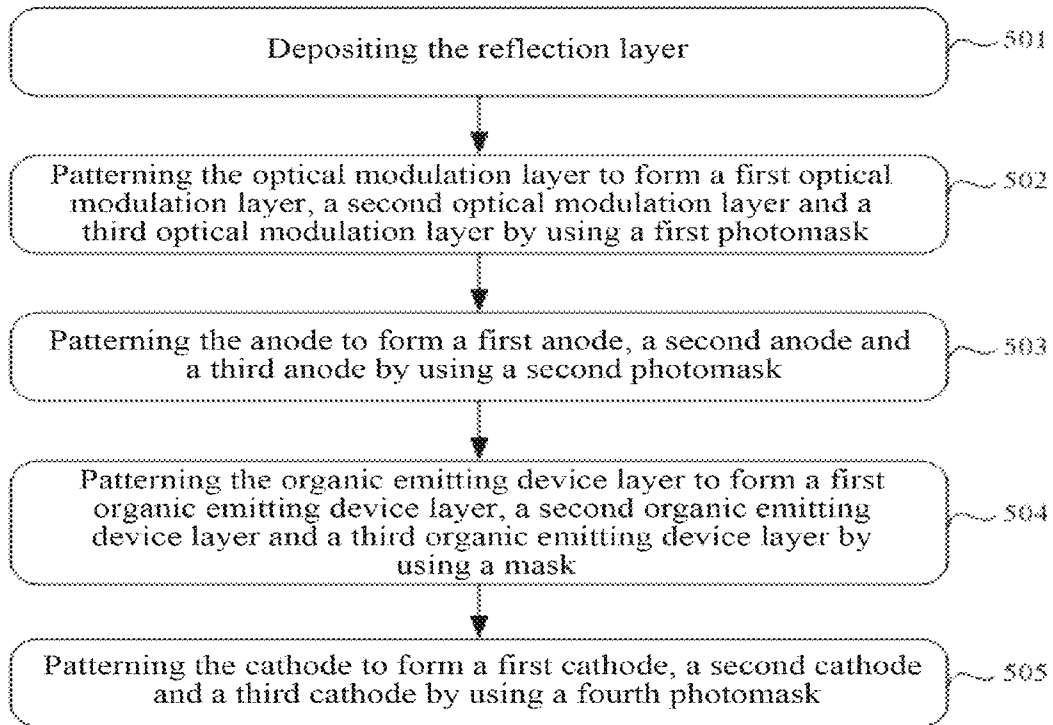 Depositing the reflection layer
501
Patterning the optical modulation layer to form a first optical
modulation layer, a second optical modulation layer and a
third optical modulation layer by using a first photomask
502
Patterning the anode to form a first anode, a second anode and
a third anode by using a second photomask
503
Patterning the organic emitting device layer to form a first
organic emitting device layer, a second organic emitting
device layer and a third organic emitting device layer by
using a mask
504
Patterning the cathode to form a first cathode, a second cathode
and a third cathode by using a fourth photomask
505